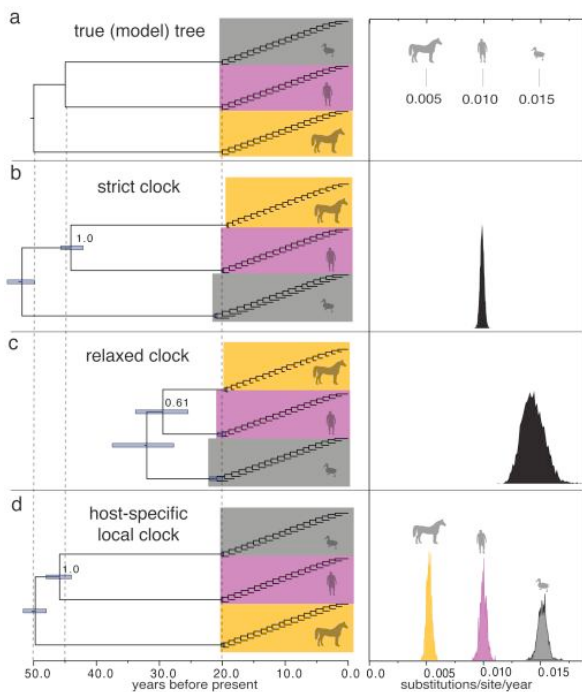 a
true (model) tree
0.005 0.010 0.015
b
strict clock
1.0
c
relaxed clock
0.61
d
host-specific
local clock
1.0
50.0 40.0 30.0 20.0 10.0 0.0
years before present
0.005 0.010 0.015
substitutions/site/year